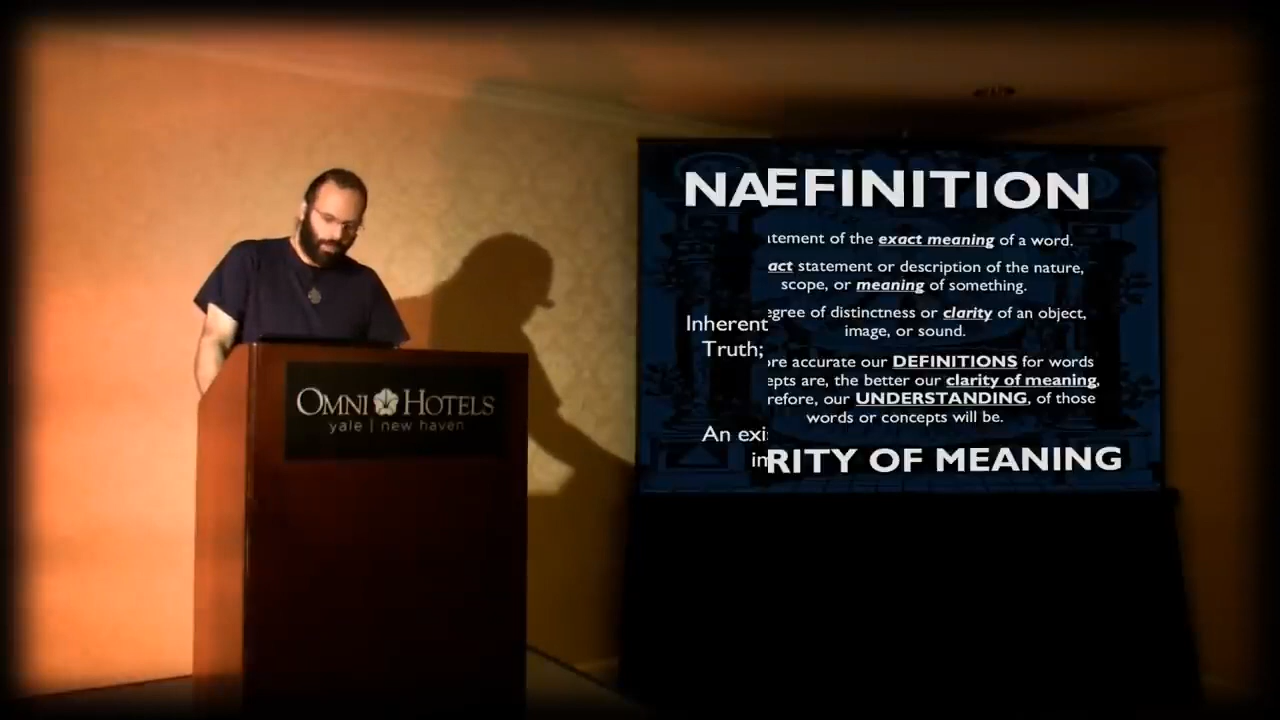 NAEFINITION
atement of the exact meaning of a word.
act statement or description of the nature,
scope, or meaning of something.
egree of distinctness or clarity of an object,
image, or sound.
Inherent
Truth;
ore accurate our DEFINITIONS for words
epts are, the better our clarity of meaning,
refore, our UNDERSTANDING, of those
words or concepts will be.
An exi
in
RITY OF MEANING
OMNI HOTELS
yale | new haven